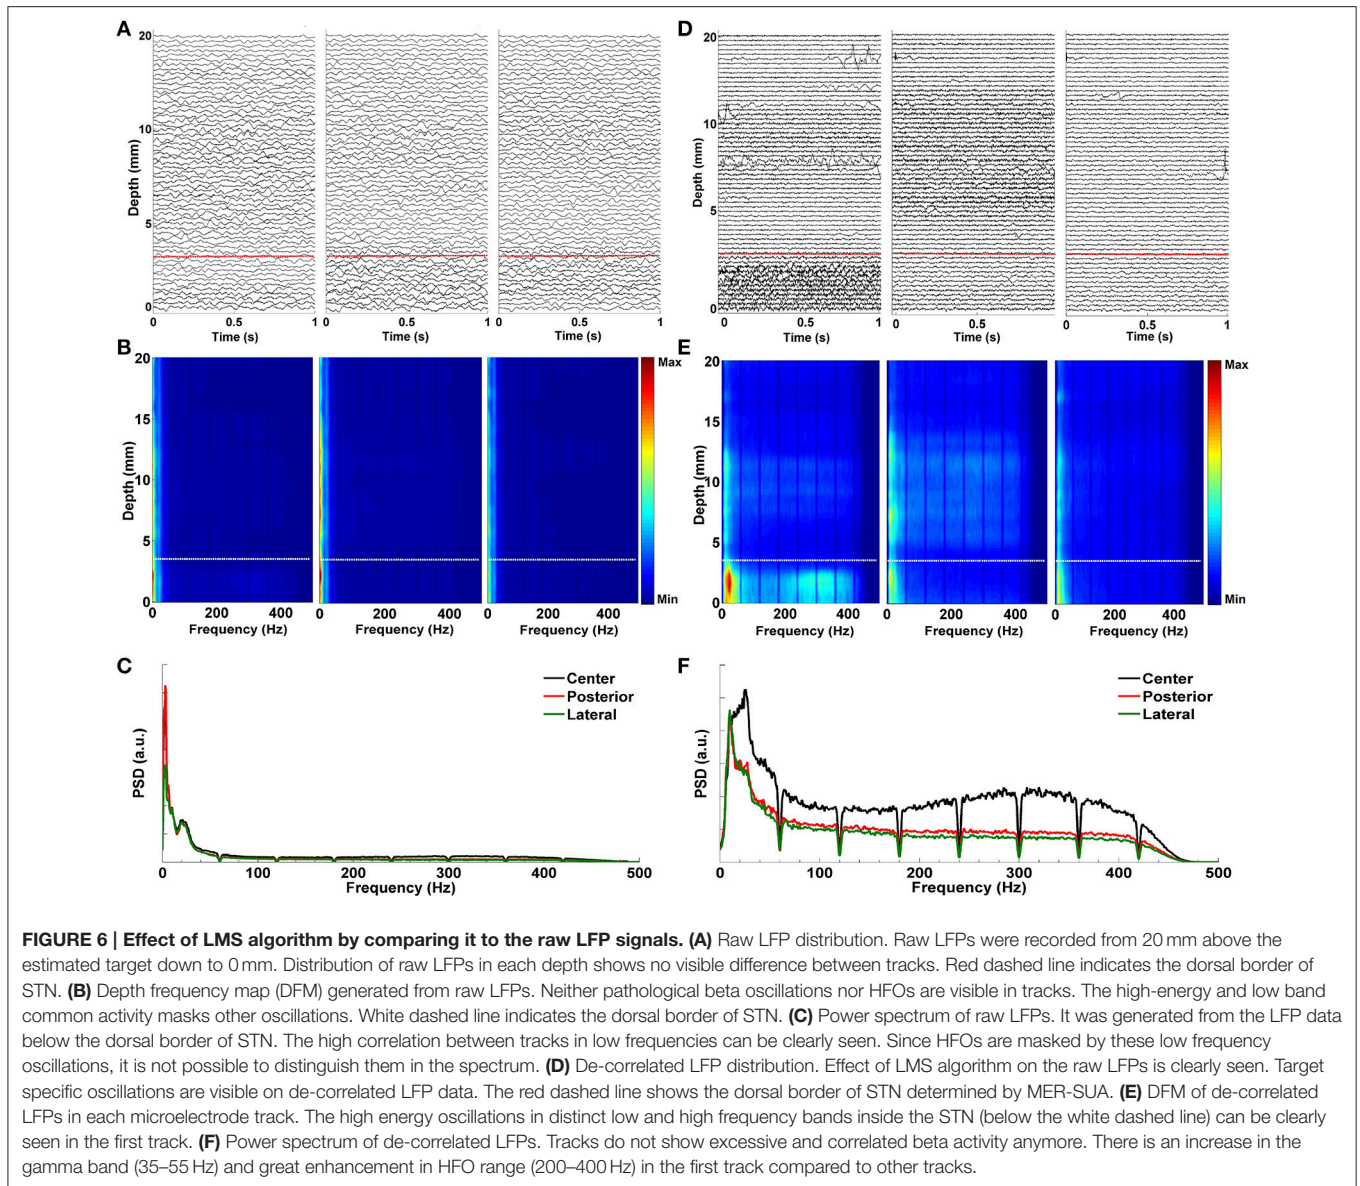 A
20
10
5
0
Depth (mm)
0 0.5 1
0 0.5 1
0 0.5 1
Time (s) Time (s) Time (s)
D
20
10
5
0
Depth (mm)
0 0.5 1
0
0 0.5 1
Time (s) Time (s) Time (s)
B
20
15
10
5
0
Depth (mm)
0 200 400
0 200 400
0 200 400
Frequency (Hz) Frequency (Hz) Frequency (Hz)
Max
Min
E
20
15
10
5
0
Depth (mm)
0 200 400
0 200 400
0 200 400
Frequency (Hz) Frequency (Hz) Frequency (Hz)
Max
Min
C
PSD (a.u.)
Center
Posterior
Lateral
0 100 200 300 400 500
Frequency (Hz)
F
PSD (a.u.)
Center
Posterior
Lateral
0 100 200 300 400 500
Frequency (Hz)
FIGURE 6 | Effect of LMS algorithm by comparing it to the raw LFP signals. (A) Raw LFP distribution. Raw LFPs were recorded from 20 mm above the
estimated target down to 0 mm. Distribution of raw LFPs in each depth shows no visible difference between tracks. Red dashed line indicates the dorsal border of
STN. (B) Depth frequency map (DFM) generated from raw LFPs. Neither pathological beta oscillations nor HFOs are visible in tracks. The high-energy and low band
common activity masks other oscillations. White dashed line indicates the dorsal border of STN. (C) Power spectrum of raw LFPs. It was generated from the LFP data
below the dorsal border of STN. The high correlation between tracks in low frequencies can be clearly seen. Since HFOs are masked by these low frequency
oscillations, it is not possible to distinguish them in the spectrum. (D) De-correlated LFP distribution. Effect of LMS algorithm on the raw LFPs is clearly seen. Target
specific oscillations are visible on de-correlated LFP data. The red dashed line shows the dorsal border of STN determined by MER-SUA. (E) DFM of de-correlated
LFPs in each microelectrode track. The high energy oscillations in distinct low and high frequency bands inside the STN (below the white dashed line) can be clearly
seen in the first track. (F) Power spectrum of de-correlated LFPs. Tracks do not show excessive and correlated beta activity anymore. There is an increase in the
gamma band (35–55 Hz) and great enhancement in HFO range (200–400 Hz) in the first track compared to other tracks.